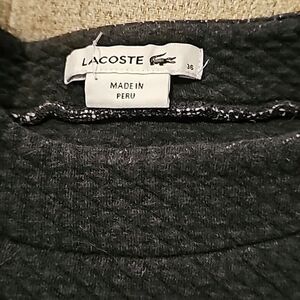 LACOSTE
36
MADE IN
PERU